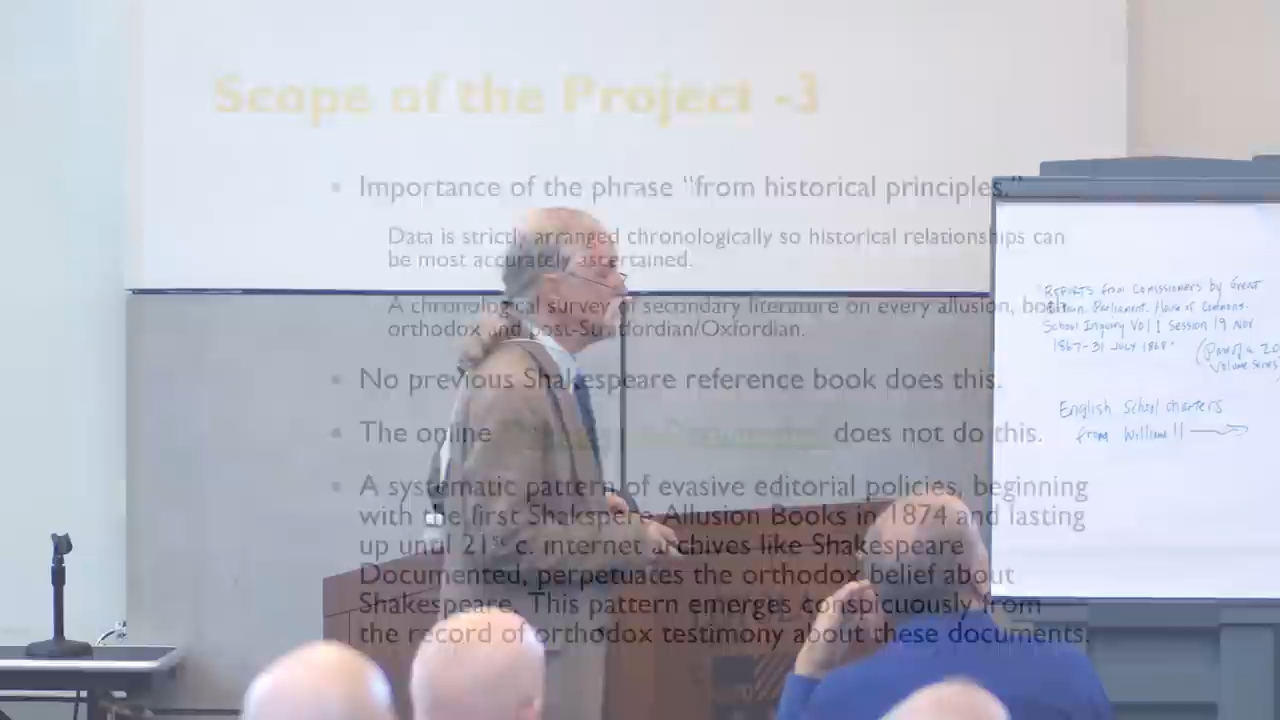 Scope of the Project -3
• Importance of the phrase "from historical principles."
Data is strictly arranged chronologically so historical relationships can
be most accurately ascertained.
A chronological survey of secondary literature on every allusion, both
orthodox and post-Stratfordian/Oxfordian.
• No previous Shakespeare reference book does this.
• The online does not do this.
• A systematic pattern of evasive editorial policies, beginning
with the first Shakspere Allusion Books in 1874 and lasting
up until 21st c. internet archives like Shakespeare
Documented, perpetuates the orthodox belief about
Shakespeare. This pattern emerges conspicuously from
the record of orthodox testimony about these documents.
Reports from Comissioners by Great
Britain. Parliament. House of Commons.
School Inquiry Vol 1 Session 19 Nov
1867-31 July 1868.
(Part of a 20
Volume Series)
English School charters
from William II